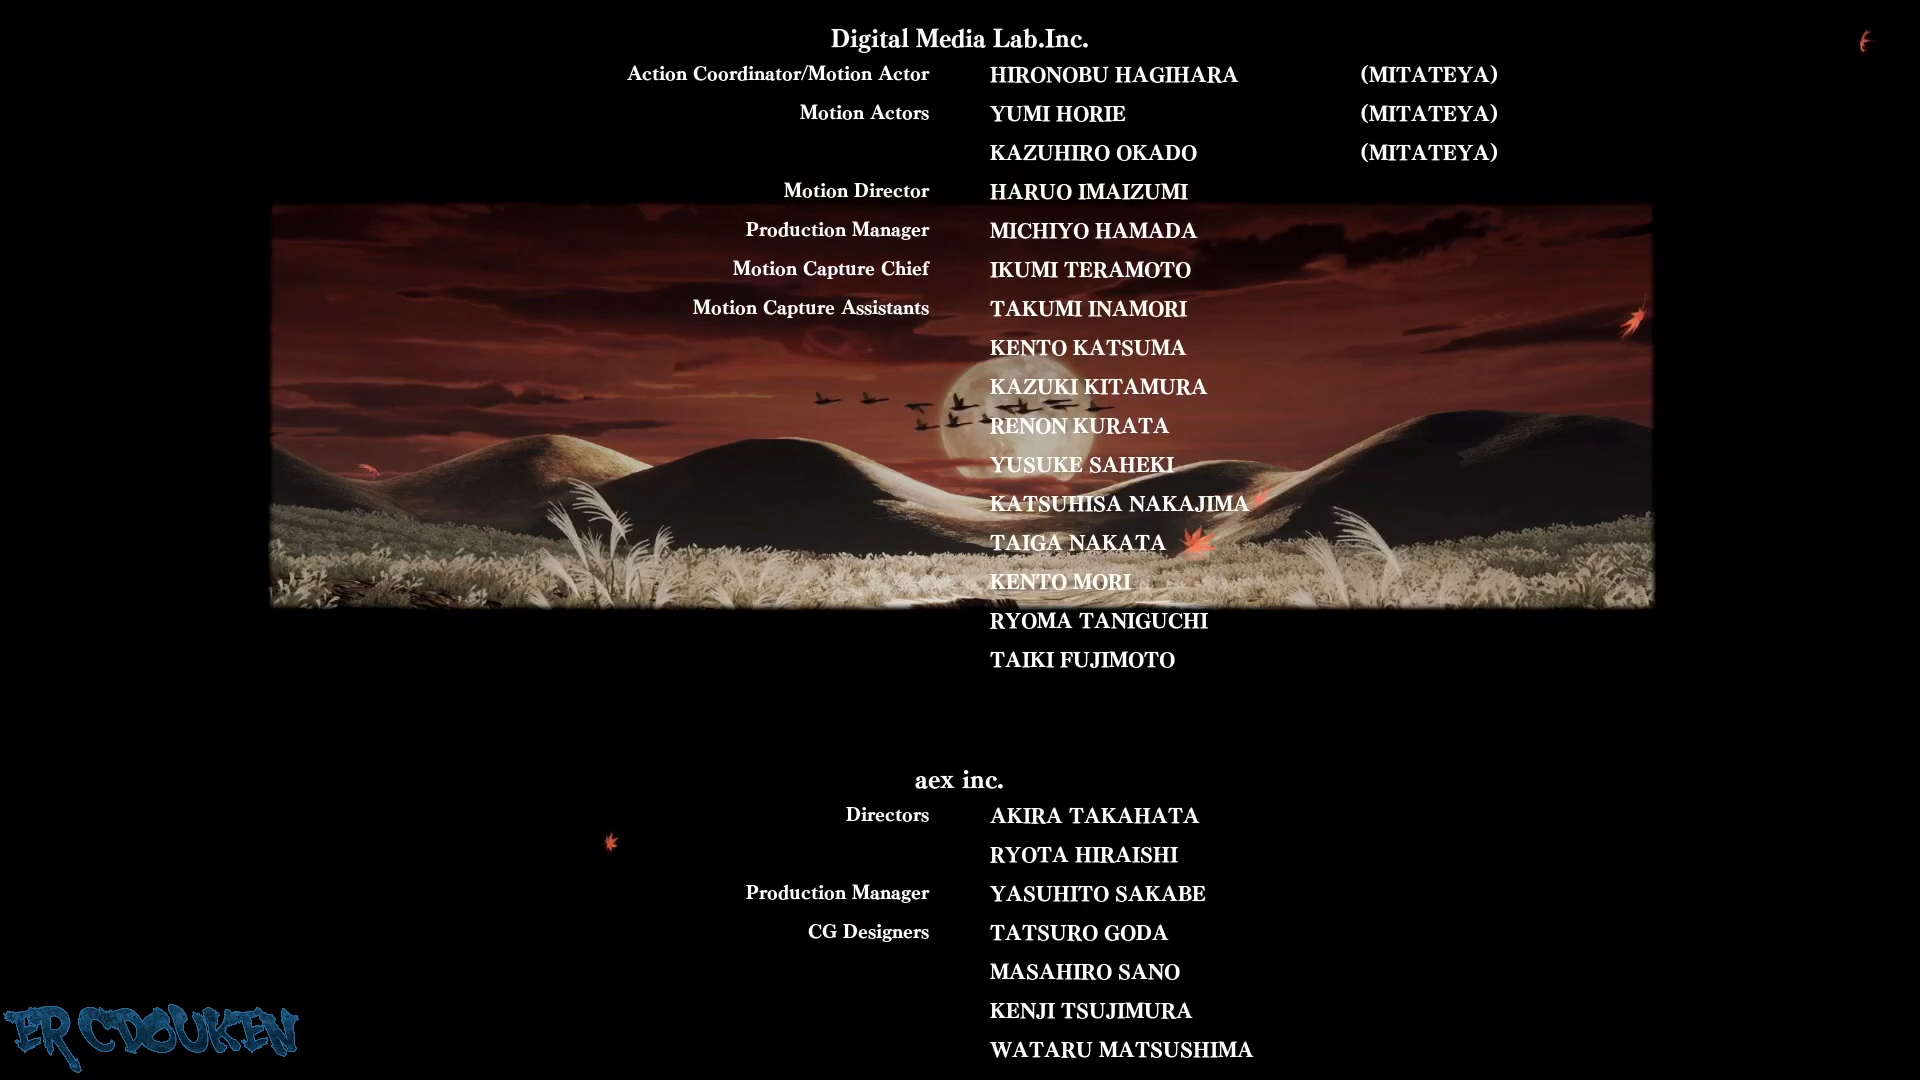 Digital Media Lab.Inc.
Action Coordinator/Motion Actor HIRONOBU HAGIHARA (MITATEYA)
Motion Actors YUMI HORIE (MITATEYA)
KAZUHIRO OKADO (MITATEYA)
Motion Director HARUO IMAIZUMI
Production Manager MICHIYO HAMADA
Motion Capture Chief IKUMI TERAMOTO
Motion Capture Assistants TAKUMI INAMORI
KENTO KATSUMA
KAZUKI KITAMURA
RENON KURATA
YUSUKE SAHEKI
KATSUHISA NAKAJIMA
TAIGA NAKATA
KENTO MORI
RYOMA TANIGUCHI
TAIKI FUJIMOTO
aex inc.
Directors AKIRA TAKAHATA
RYOTA HIRAISHI
Production Manager YASUHITO SAKABE
CG Designers TATSURO GODA
MASAHIRO SANO
KENJI TSUJIMURA
WATARU MATSUSHIMA
ER CDOUKEN